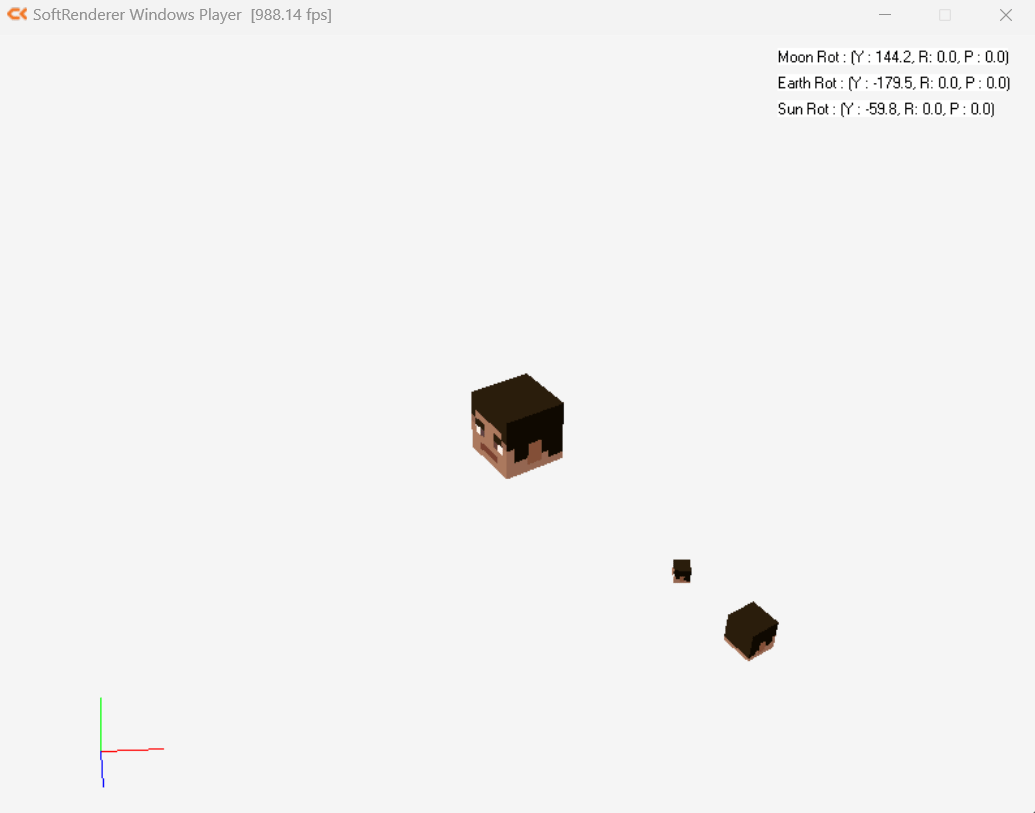 SoftRenderer Windows Player [988.14 fps]
Moon Rot : (Y : 144.2, R: 0.0, P : 0.0)
Earth Rot : (Y : -179.5, R: 0.0, P : 0.0)
Sun Rot : (Y : -59.8, R: 0.0, P : 0.0)